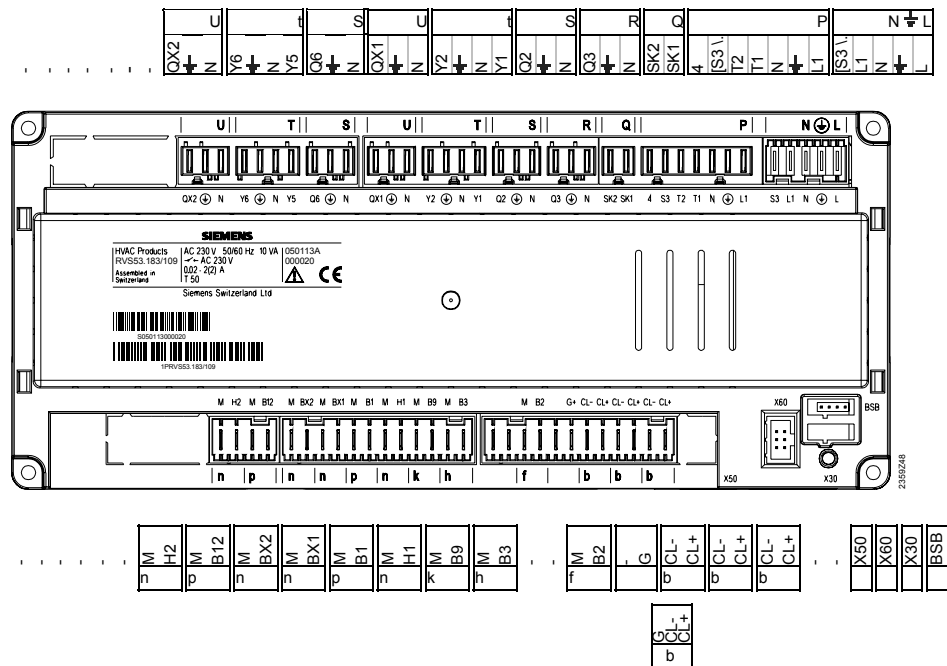 U t S U t S R Q P N L
QX2 N Y6 N Y5 Q6 N QX1 N Y2 N Y1 Q2 N Q3 N SK2 SK1 4 [S3 \. T2 T1 N L1 [S3 \. L1 N L
U T S U T S R Q P N L
QX2 N Y6 N Y5 Q6 N QX1 N Y2 N Y1 Q2 N Q3 N SK2 SK1 4 S3 T2 T1 N L1 S3 L1 N L
SIEMENS
HVAC Products AC 230 V 50/60 Hz 10 VA 050113A
RVS53.183/109 AC 230 V 000020
Assembled in 0.02 - 2(2) A
Switzerland T 50 CE
Siemens Switzerland Ltd
S050113000020
1PRVS53.183/109
M H2 M B12 M BX2 M BX1 M B1 M H1 M B9 M B3 M B2 G+ CL- CL+ CL- CL+ CL- CL+ X60
BSB
n p n n p n k h f b b b X50 X30
2359Z48
M H2 M B12 M BX2 M BX1 M B1 M H1 M B9 M B3 M B2 - G CL- CL+ CL- CL+ CL- CL+ X50 X60 X30 BSB
n p n n p n k h f b b b
G CL- CL+
b